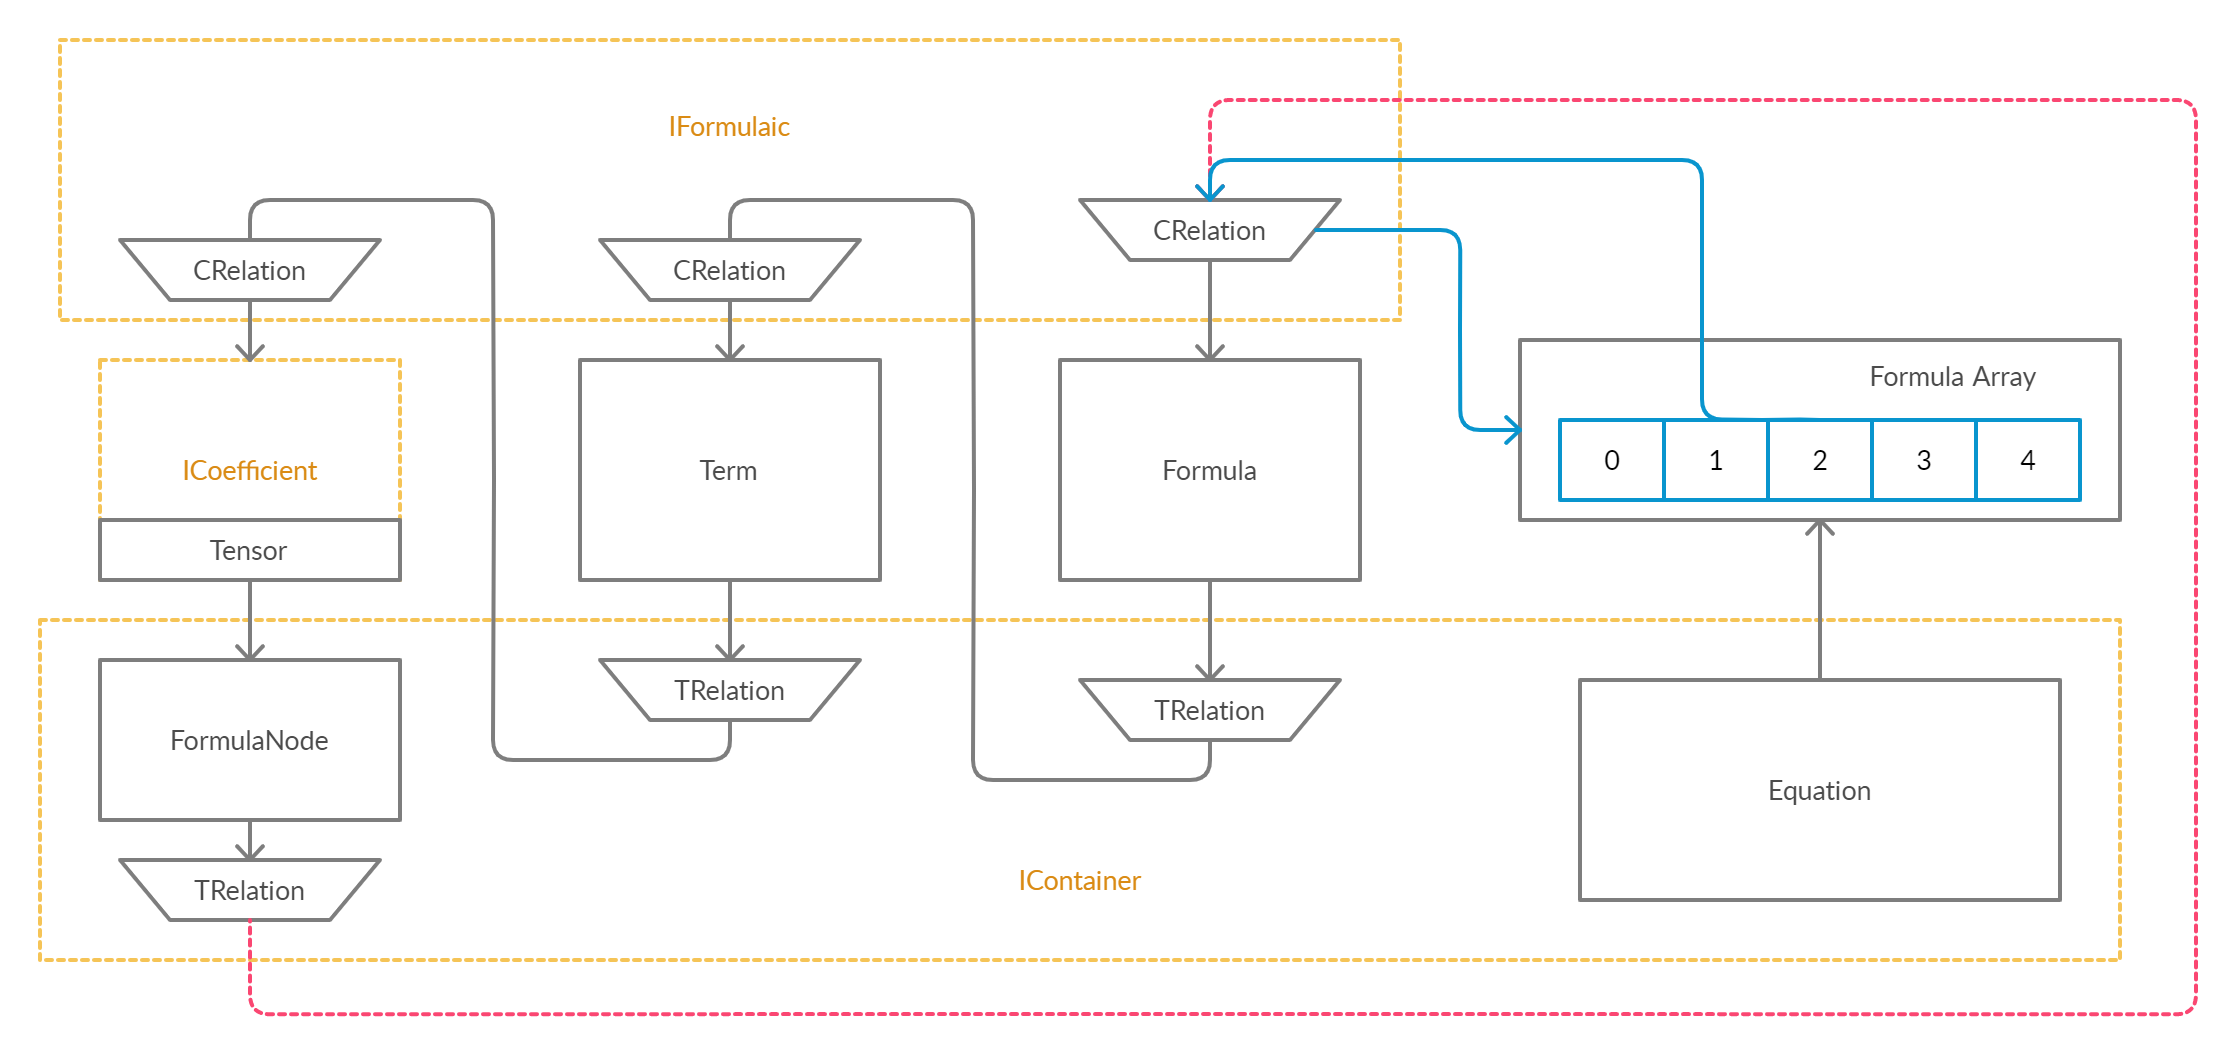 IFormulaic
CRelation
CRelation
CRelation
Formula Array
0 1 2 3 4
ICoefficient
Tensor
Term
Formula
FormulaNode
TRelation
TRelation
TRelation
Equation
IContainer